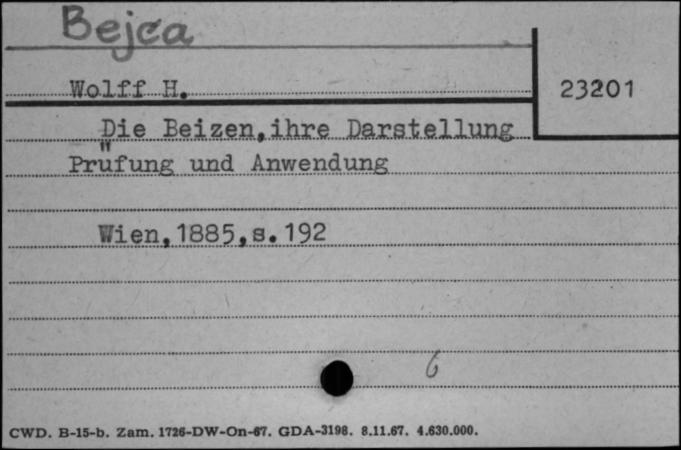 Bejca
Wolff H.
23201
Die Beizen,ihre Darstellung
Prüfung und Anwendung
Wien,1885,s.192
6
CWD. B-15-b. Zam. 1726-DW-On-67. GDA-3198. 8.11.67. 4.630.000.